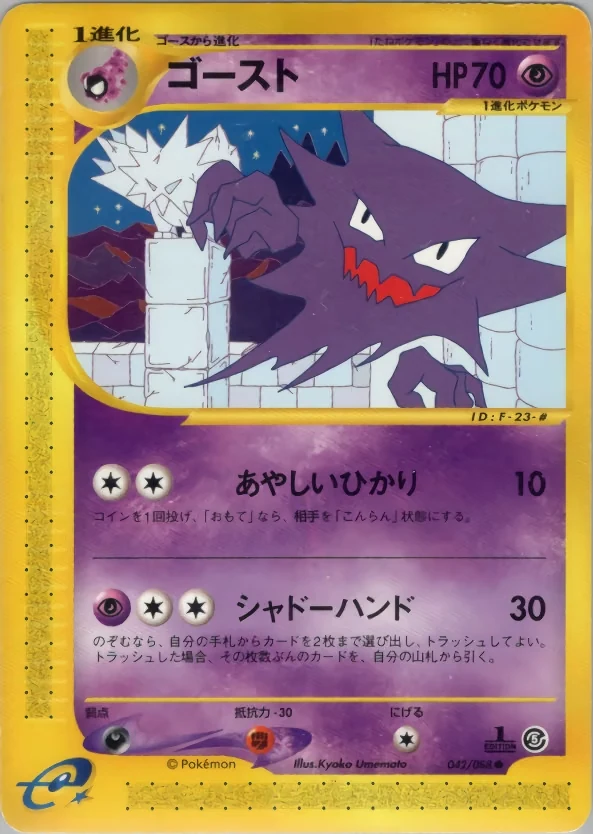 1進化
ゴースから進化
ゴースト
HP70
1進化ポケモン
ID:F-23-#
あやしいひかり 10
コインを1回投げ、「おもて」なら、相手を「こんらん」状態にする。
シャドーハンド 30
のぞむなら、自分の手札からカードを2枚まで選び出し、トラッシュしてよい。
トラッシュした場合、その枚数ぶんのカードを、自分の山札から引く。
弱点 抵抗力-30 にげる
1
EDITION
5
© Pokémon
Illus.Kyoko Umemoto
042/088 ●
e